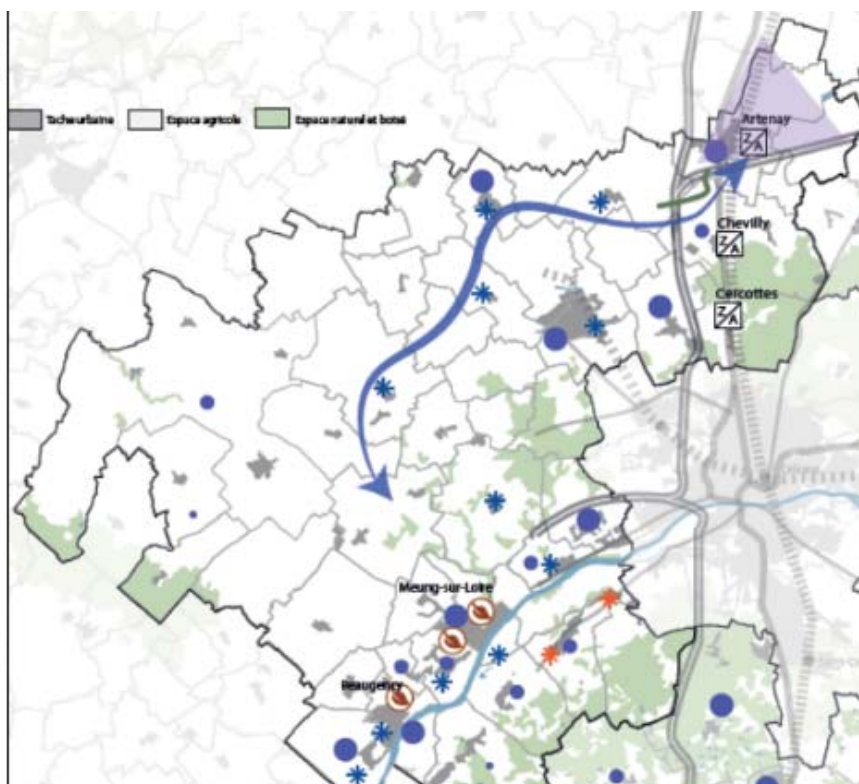 Tache urbaine
Espace agricole
Espace naturel et boisé
Artenay
Z/A
Chevilly
Z/A
Cercottes
Z/A
Meung-sur-Loire
Beaugency